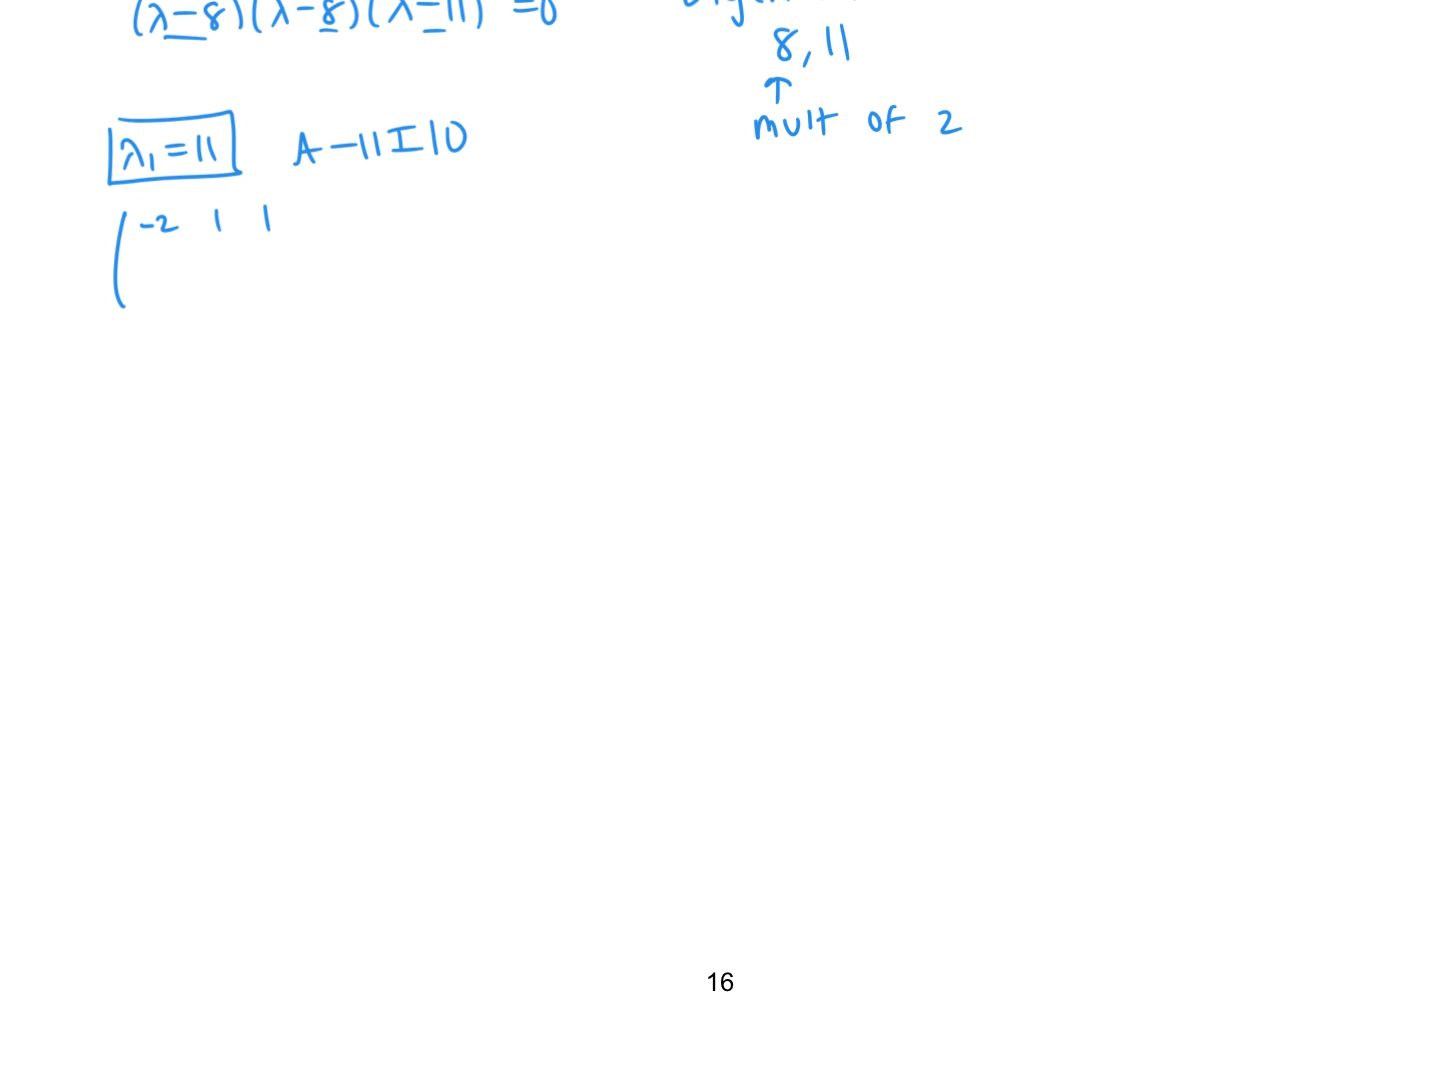 (λ-8)(λ-8)(λ-11) =0
8, 11
↑
mult of 2
λ₁ = 11 A -11I|0
( -2 1 1
16